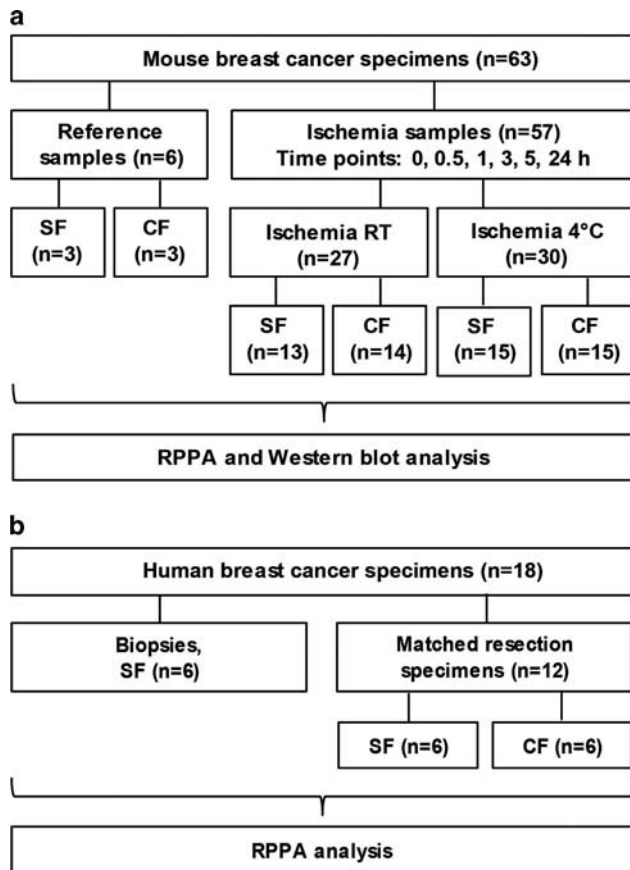 a
Mouse breast cancer specimens (n=63)
Reference
samples (n=6)
Ischemia samples (n=57)
Time points: 0, 0.5, 1, 3, 5, 24 h
SF
(n=3)
CF
(n=3)
Ischemia RT
(n=27)
Ischemia 4°C
(n=30)
SF
(n=13)
CF
(n=14)
SF
(n=15)
CF
(n=15)
RPPA and Western blot analysis
b
Human breast cancer specimens (n=18)
Biopsies,
SF (n=6)
Matched resection
specimens (n=12)
SF (n=6)
CF (n=6)
RPPA analysis